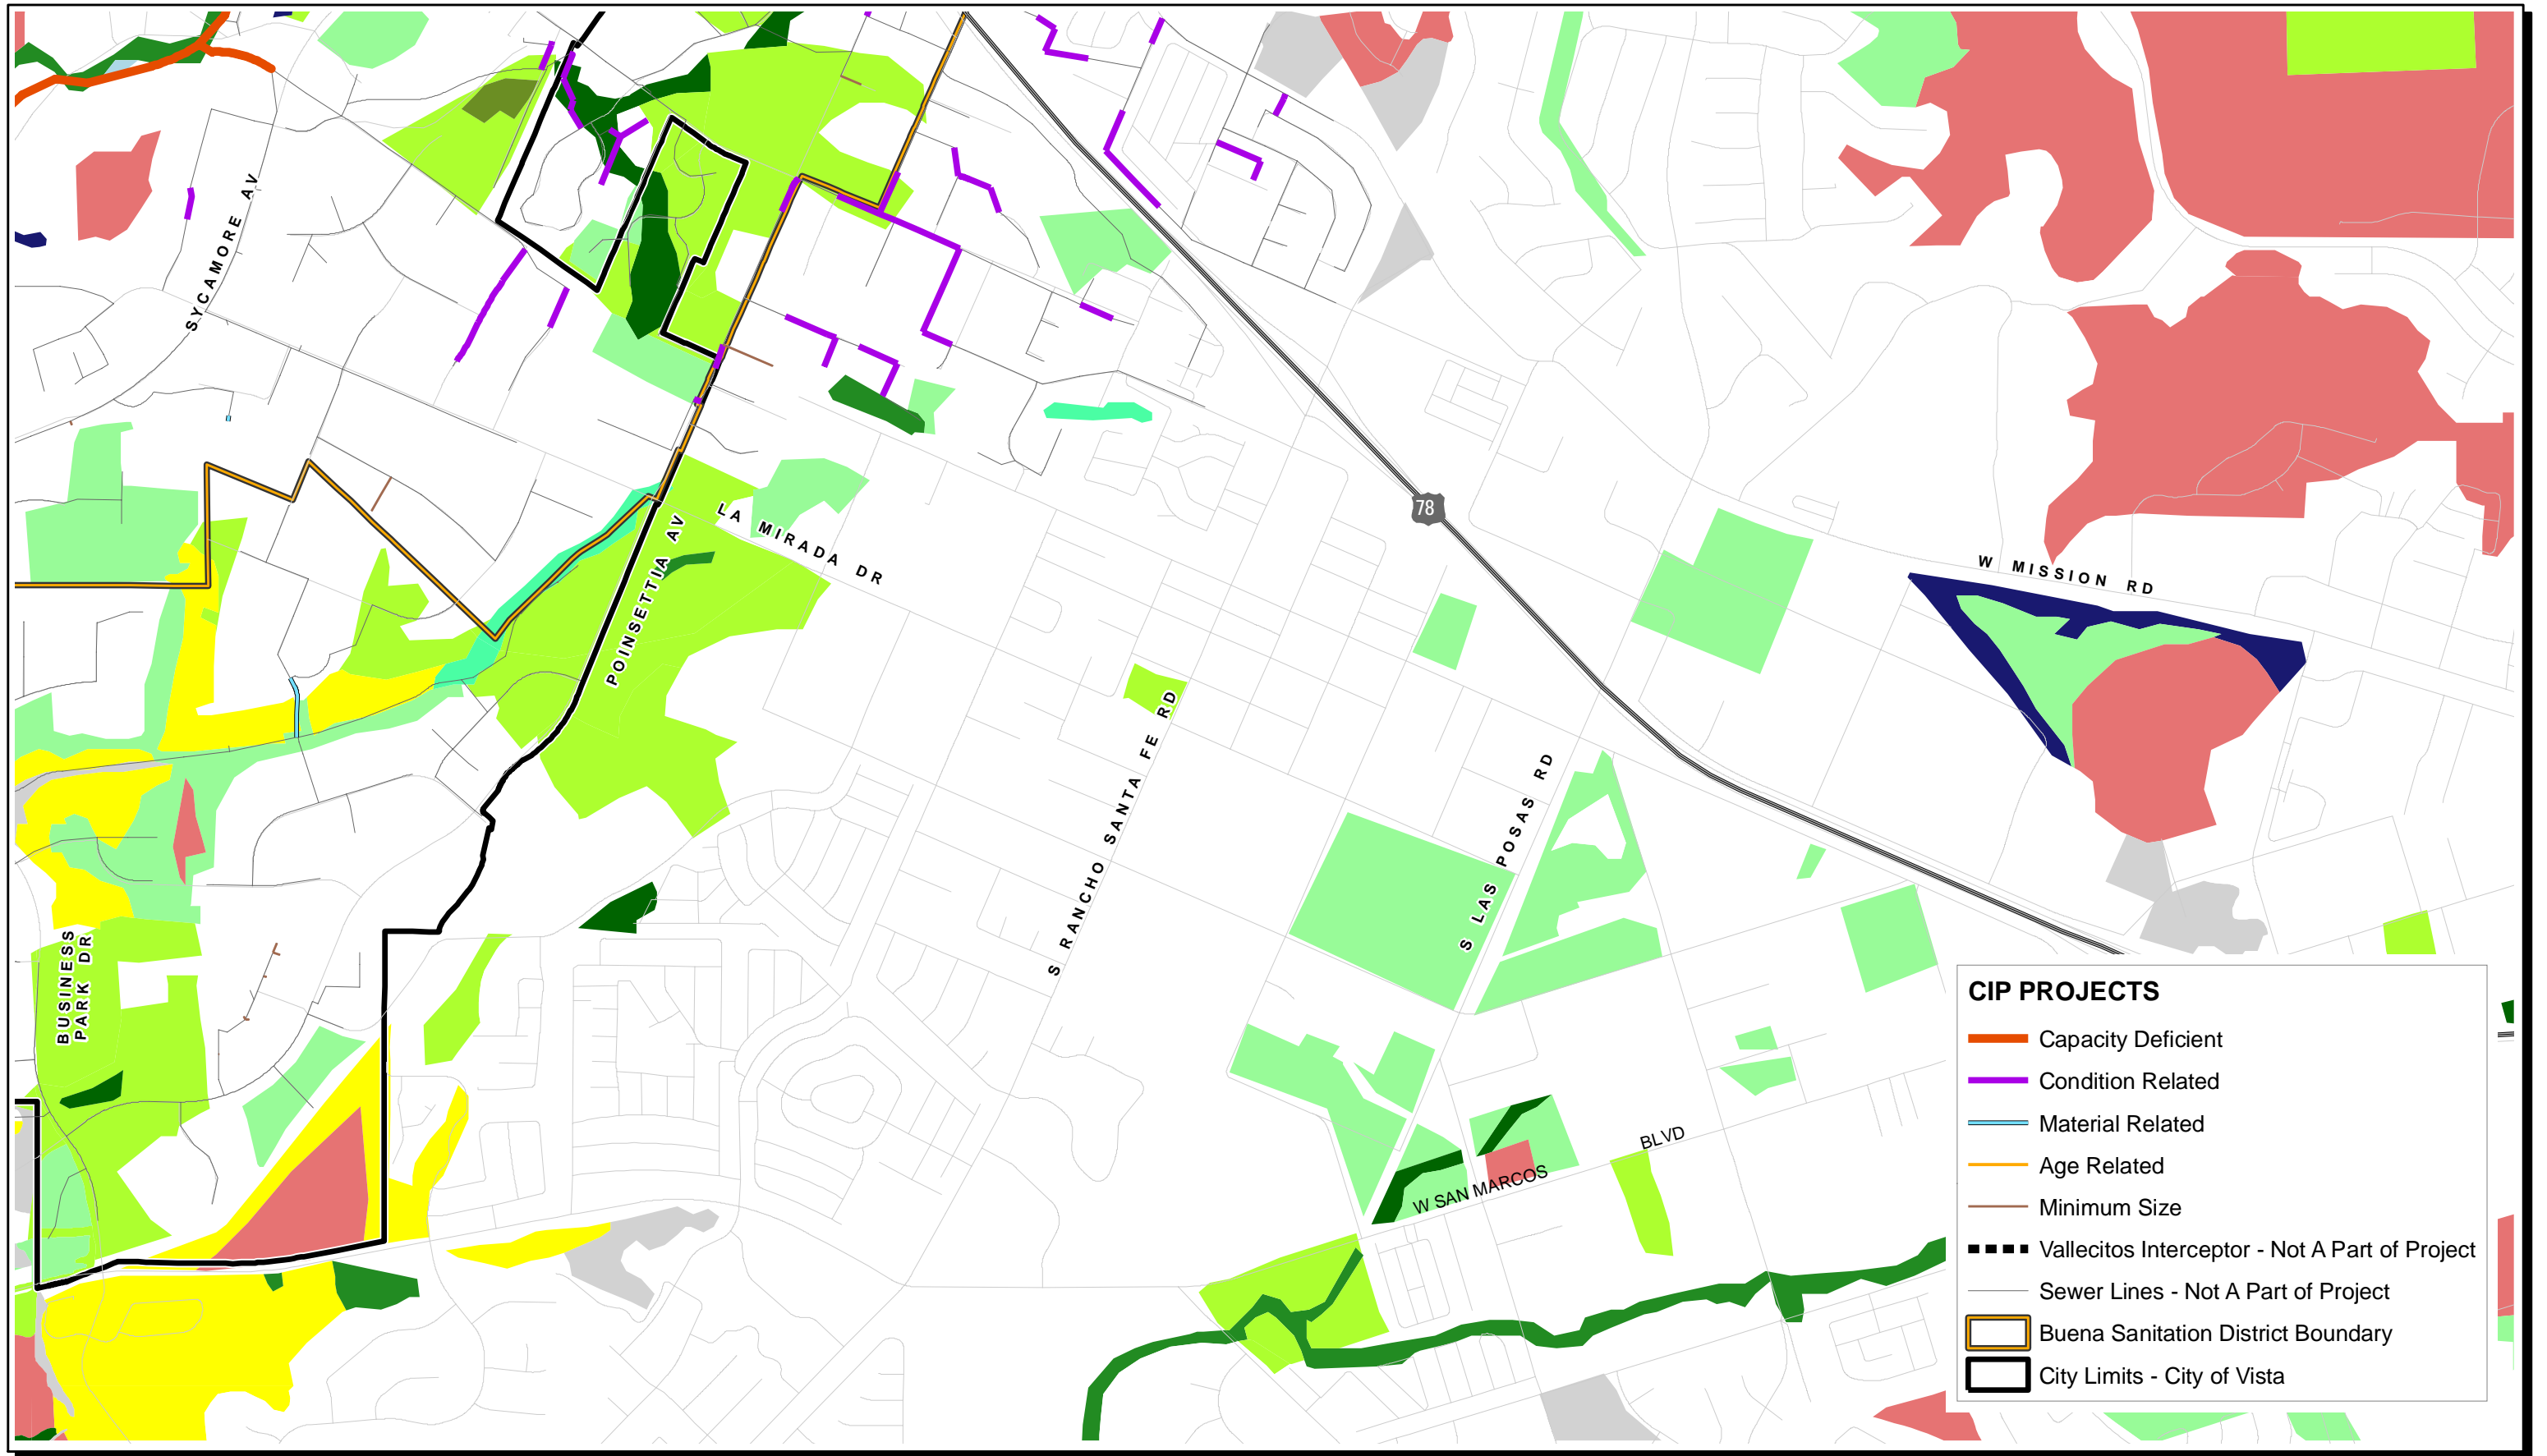 SYCAMORE AV
78
LA MIRADA DR
POINSETTIA AV
W MISSION RD
S RANCHO SANTA FE RD
S LAS POSAS RD
BUSINESS
PARK DR
BLVD
W SAN MARCOS
CIP PROJECTS
Capacity Deficient
Condition Related
Material Related
Age Related
Minimum Size
Vallecitos Interceptor - Not A Part of Project
Sewer Lines - Not A Part of Project
Buena Sanitation District Boundary
City Limits - City of Vista